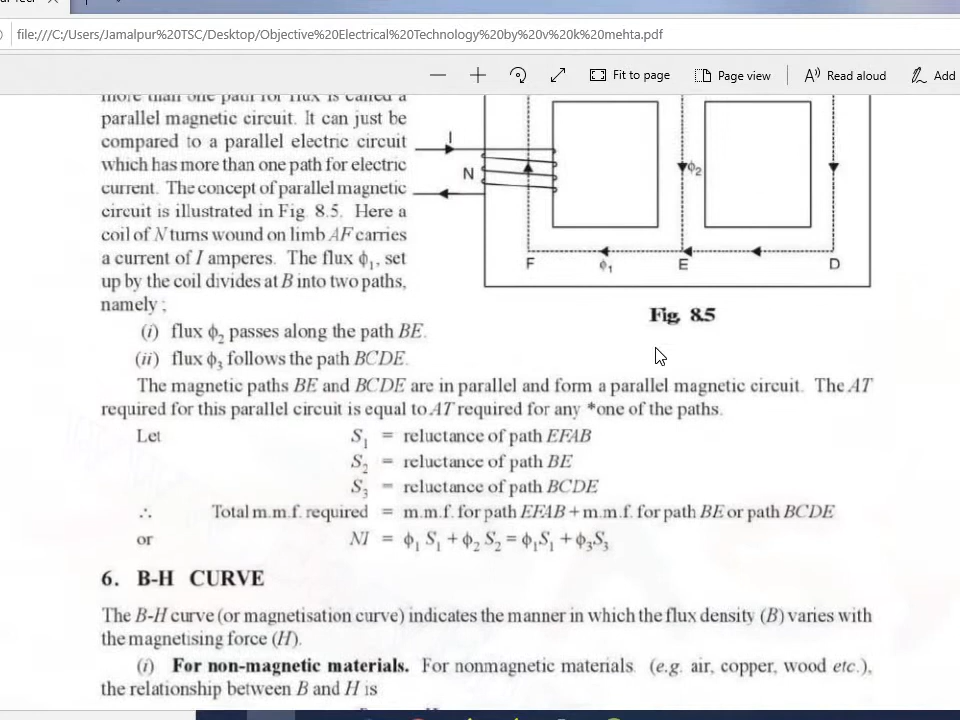 file:///C:/Users/Jamalpur%20TSC/Desktop/Objective%20Electrical%20Technology%20by%20v%20k%20mehta.pdf
Fit to page Page view Read aloud Add
more than one path for flux is called a
parallel magnetic circuit. It can just be
compared to a parallel electric circuit
which has more than one path for electric
current. The concept of parallel magnetic
circuit is illustrated in Fig. 8.5. Here a
coil of N turns wound on limb AF carries
a current of I amperes. The flux ϕ₁, set
up by the coil divides at B into two paths,
namely ;
(i) flux ϕ₂ passes along the path BE.
(ii) flux ϕ₃ follows the path BCDE.
I
N
ϕ₂
F ϕ₁ E D
Fig. 8.5
The magnetic paths BE and BCDE are in parallel and form a parallel magnetic circuit. The AT
required for this parallel circuit is equal to AT required for any *one of the paths.
Let S₁ = reluctance of path EFAB
S₂ = reluctance of path BE
S₃ = reluctance of path BCDE
∴ Total m.m.f. required = m.m.f. for path EFAB + m.m.f. for path BE or path BCDE
or NI = ϕ₁ S₁ + ϕ₂ S₂ = ϕ₁S₁ + ϕ₃S₃
6. B-H CURVE
The B-H curve (or magnetisation curve) indicates the manner in which the flux density (B) varies with
the magnetising force (H).
(i) For non-magnetic materials. For nonmagnetic materials (e.g. air, copper, wood etc.),
the relationship between B and H is